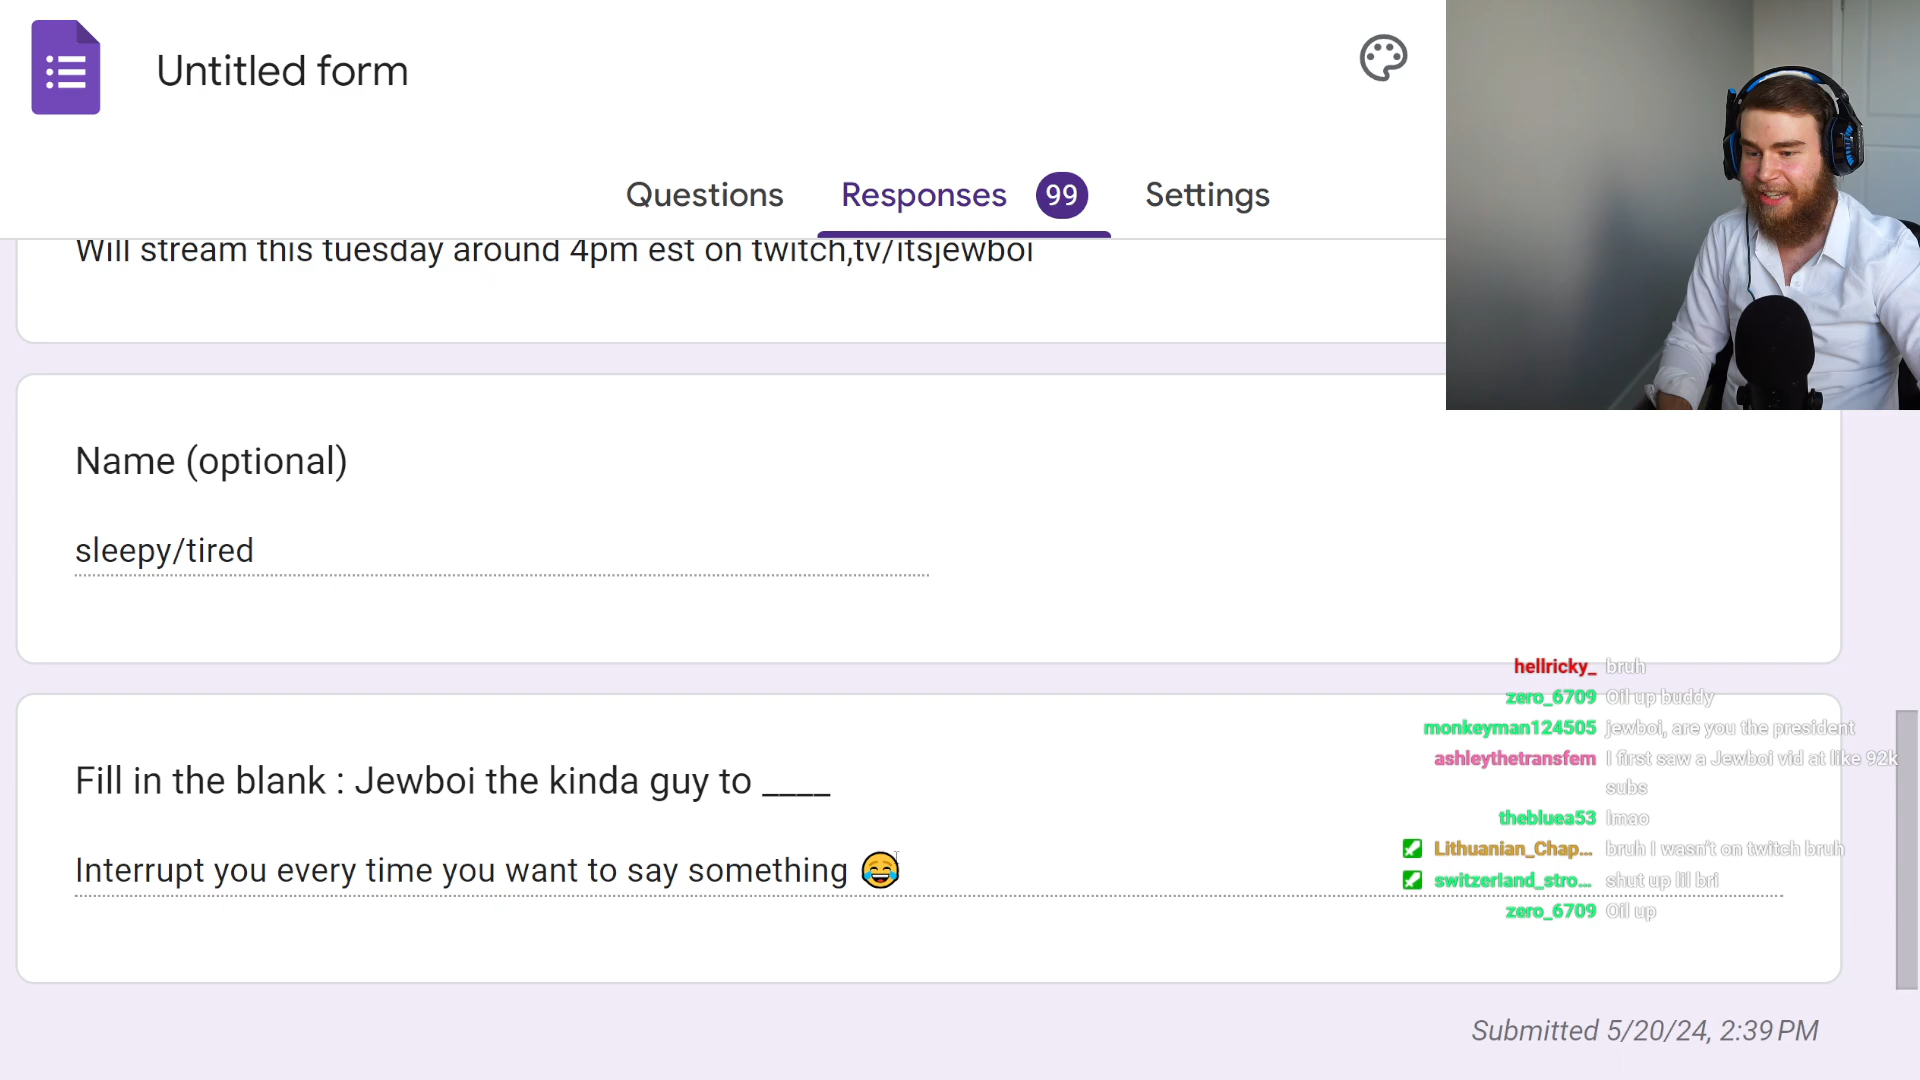 Untitled form
Questions
Responses 99
Settings
Will stream this tuesday around 4pm est on twitch,tv/itsjewboi
Name (optional)
sleepy/tired
Fill in the blank : Jewboi the kinda guy to ____
Interrupt you every time you want to say something 😂
hellricky_ bruh
zero_6709 Oil up buddy
monkeyman124505 jewboi, are you the president
ashleythetransfem I first saw a Jewboi vid at like 92k
subs
thebluea53 lmao
Lithuanian_Chap... bruh I wasn't on twitch bruh
switzerland_stro... shut up lil bri
zero_6709 Oil up
Submitted 5/20/24, 2:39 PM